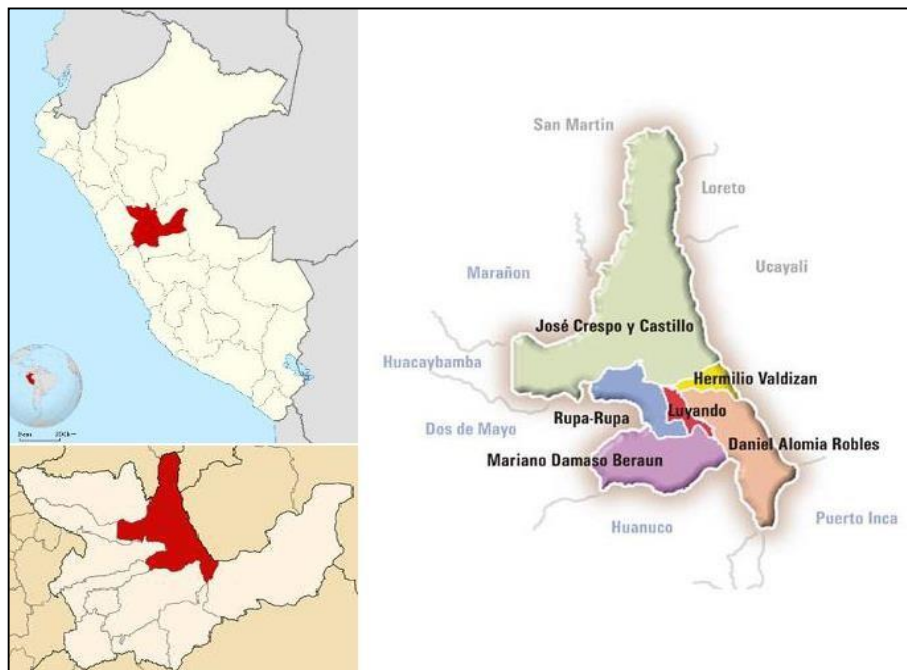 San Martin
Loreto
Ucayali
Marañon
José Crespo y Castillo
Huacaybamba
Hermilio Valdizan
Rupa-Rupa
Luyando
Dos de Mayo
Daniel Alomia Robles
Mariano Damaso Beraun
Huanuco
Puerto Inca